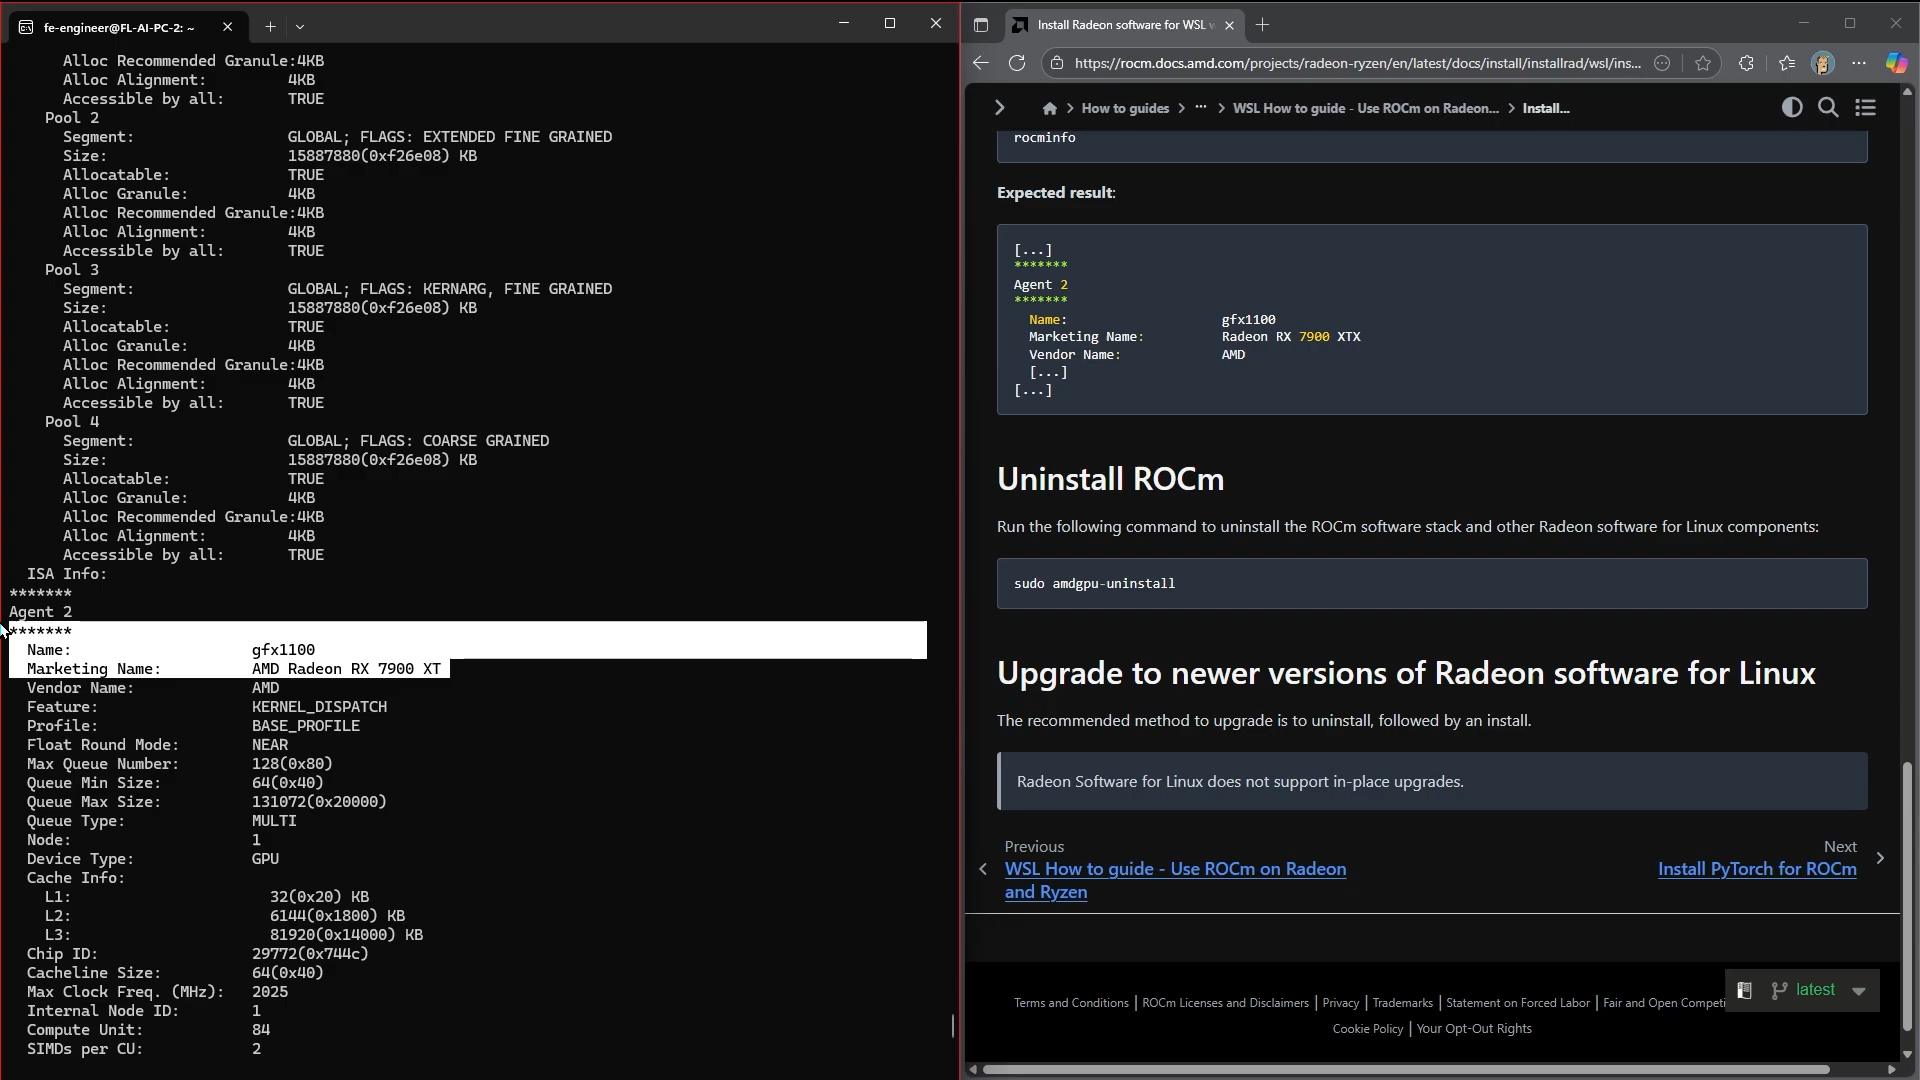 fe-engineer@FL-AI-PC-2: ~
Alloc Recommended Granule:4KB
Alloc Alignment: 4KB
Accessible by all: TRUE
Pool 2
Segment: GLOBAL; FLAGS: EXTENDED FINE GRAINED
Size: 15887880(0xf26e08) KB
Allocatable: TRUE
Alloc Granule: 4KB
Alloc Recommended Granule:4KB
Alloc Alignment: 4KB
Accessible by all: TRUE
Pool 3
Segment: GLOBAL; FLAGS: KERNARG, FINE GRAINED
Size: 15887880(0xf26e08) KB
Allocatable: TRUE
Alloc Granule: 4KB
Alloc Recommended Granule:4KB
Alloc Alignment: 4KB
Accessible by all: TRUE
Pool 4
Segment: GLOBAL; FLAGS: COARSE GRAINED
Size: 15887880(0xf26e08) KB
Allocatable: TRUE
Alloc Granule: 4KB
Alloc Recommended Granule:4KB
Alloc Alignment: 4KB
Accessible by all: TRUE
ISA Info:
*******
Agent 2
*******
Name: gfx1100
Marketing Name: AMD Radeon RX 7900 XT
Vendor Name: AMD
Feature: KERNEL_DISPATCH
Profile: BASE_PROFILE
Float Round Mode: NEAR
Max Queue Number: 128(0x80)
Queue Min Size: 64(0x40)
Queue Max Size: 131072(0x20000)
Queue Type: MULTI
Node: 1
Device Type: GPU
Cache Info:
L1: 32(0x20) KB
L2: 6144(0x1800) KB
L3: 81920(0x14000) KB
Chip ID: 29772(0x744c)
Cacheline Size: 64(0x40)
Max Clock Freq. (MHz): 2025
Internal Node ID: 1
Compute Unit: 84
SIMDs per CU: 2
Install Radeon software for WSL
https://rocm.docs.amd.com/projects/radeon-ryzen/en/latest/docs/install/installrad/wsl/ins...
How to guides > ... > WSL How to guide - Use ROCm on Radeon... > Install...
rocminfo
Expected result:
[...]
*******
Agent 2
*******
Name: gfx1100
Marketing Name: Radeon RX 7900 XTX
Vendor Name: AMD
[...]
[...]
Uninstall ROCm
Run the following command to uninstall the ROCm software stack and other Radeon software for Linux components:
sudo amdgpu-uninstall
Upgrade to newer versions of Radeon software for Linux
The recommended method to upgrade is to uninstall, followed by an install.
Radeon Software for Linux does not support in-place upgrades.
Previous
WSL How to guide - Use ROCm on Radeon
and Ryzen
Next
Install PyTorch for ROCm
latest
Terms and Conditions | ROCm Licenses and Disclaimers | Privacy | Trademarks | Statement on Forced Labor | Fair and Open Competi
Cookie Policy | Your Opt-Out Rights